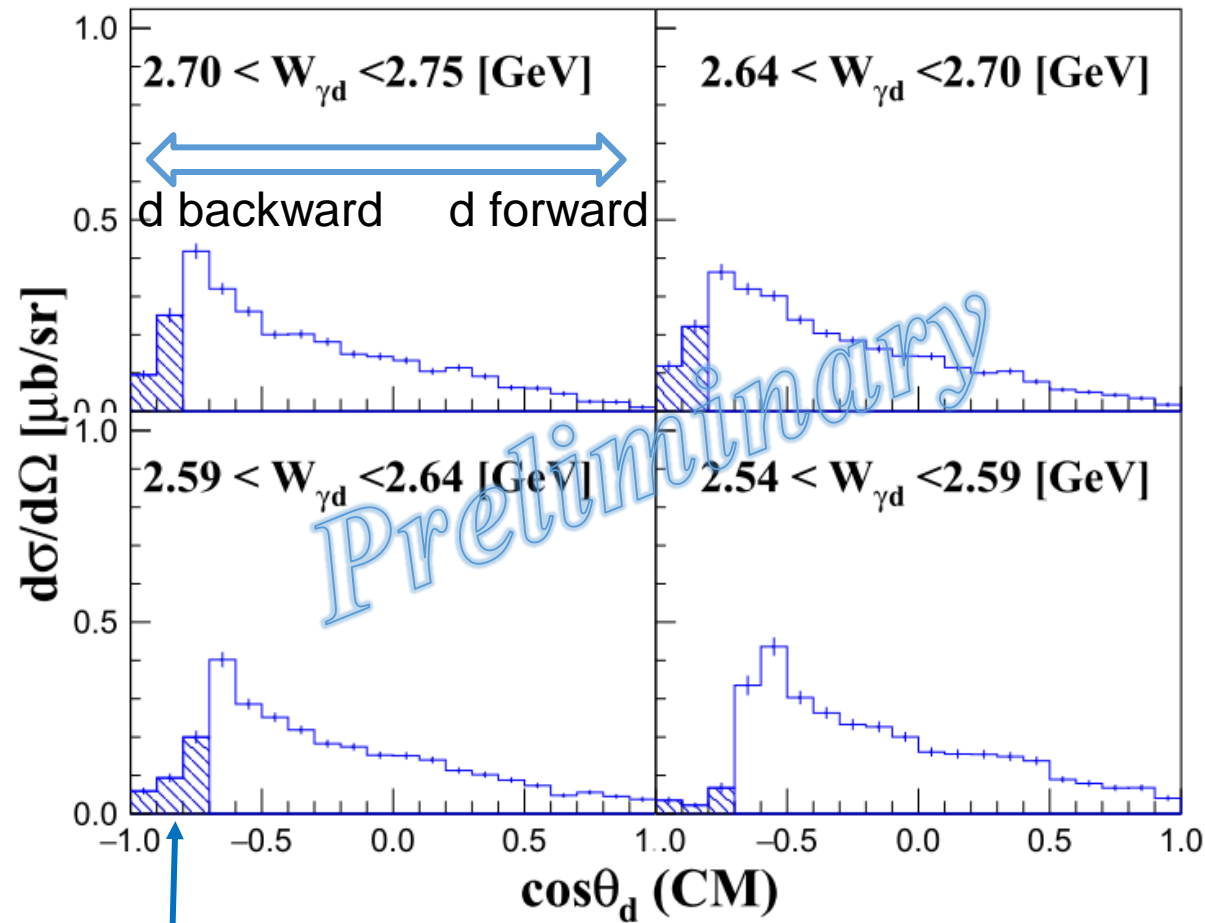 1.0
2.70 < Wγd <2.75 [GeV]
2.64 < Wγd <2.70 [GeV]
d backward d forward
0.5
0.0
dσ/dΩ [μb/sr]
1.0
2.59 < Wγd <2.64 [GeV]
2.54 < Wγd <2.59 [GeV]
Preliminary
0.5
0.0
−1.0 −0.5 0.0 0.5 1.0 −0.5 0.0 0.5 1.0
cosθd (CM)